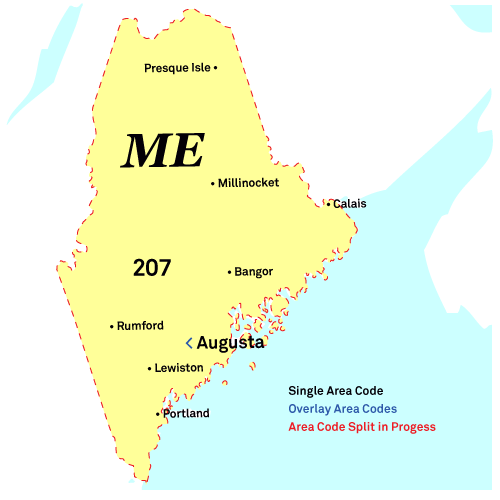 Presque Isle
ME
Millinocket
Calais
207
Bangor
Rumford
Augusta
Lewiston
Single Area Code
Overlay Area Codes
Portland
Area Code Split in Progess